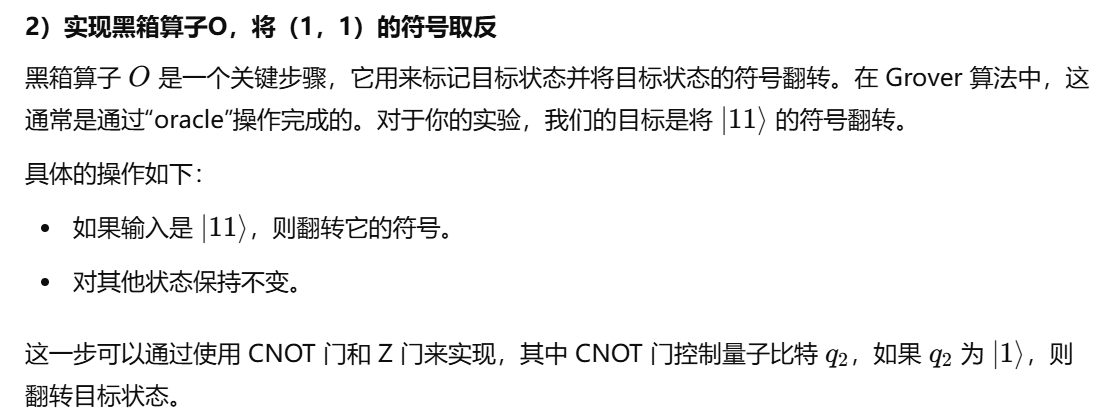 2）实现黑箱算子O，将（1，1）的符号取反
黑箱算子 O 是一个关键步骤，它用来标记目标状态并将目标状态的符号翻转。在 Grover 算法中，这
通常是通过“oracle”操作完成的。对于你的实验，我们的目标是将 |11⟩ 的符号翻转。
具体的操作如下：
• 如果输入是 |11⟩，则翻转它的符号。
• 对其他状态保持不变。
这一步可以通过使用 CNOT 门和 Z 门来实现，其中 CNOT 门控制量子比特 q₂，如果 q₂ 为 |1⟩，则
翻转目标状态。